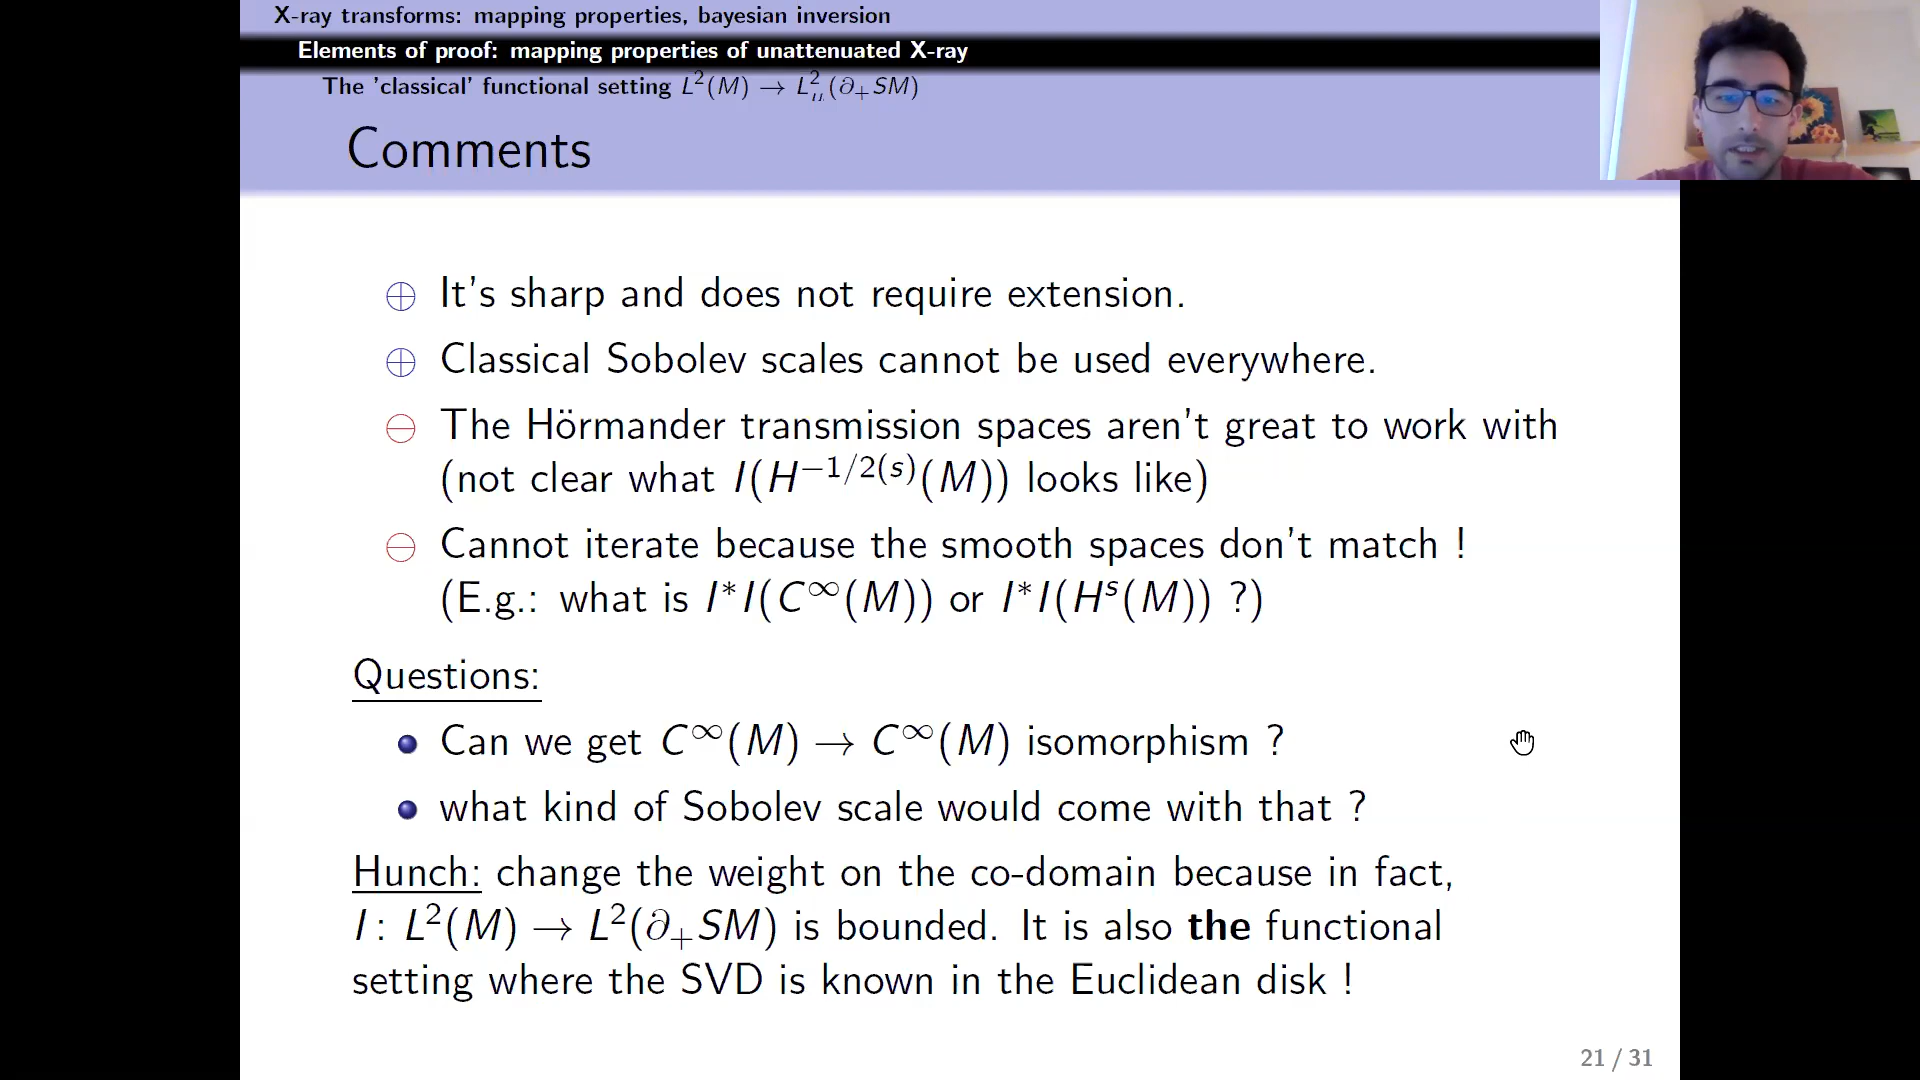 X-ray transforms: mapping properties, bayesian inversion
Elements of proof: mapping properties of unattenuated X-ray
The 'classical' functional setting L²(M) → L²_μ(∂₊SM)
Comments
⊕ It's sharp and does not require extension.
⊕ Classical Sobolev scales cannot be used everywhere.
⊖ The Hörmander transmission spaces aren't great to work with
(not clear what I(H^{−1/2(s)}(M)) looks like)
⊖ Cannot iterate because the smooth spaces don't match !
(E.g.: what is I*I(C^∞(M)) or I*I(H^s(M)) ?)
Questions:
• Can we get C^∞(M) → C^∞(M) isomorphism ?
• what kind of Sobolev scale would come with that ?
Hunch: change the weight on the co-domain because in fact,
I: L²(M) → L²(∂₊SM) is bounded. It is also the functional
setting where the SVD is known in the Euclidean disk !
21 / 31